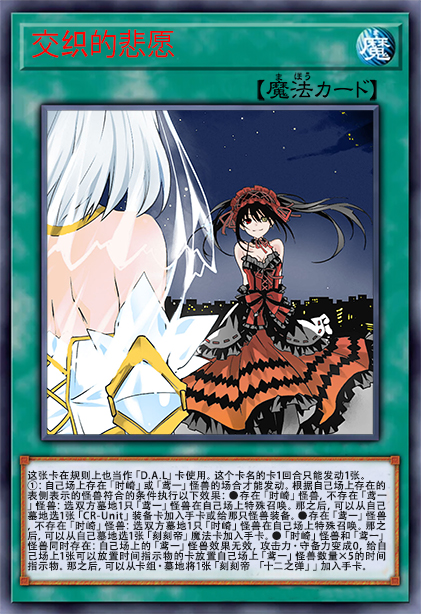 交织的悲愿
魔
まほう
【魔法カード】
这张卡在规则上也当作「D.A.L」卡使用。这个卡名的卡1回合只能发动1张。
①：自己场上存在「时崎」或「鸢一」怪兽的场合才能发动。根据自己场上存在的
表侧表示的怪兽符合的条件执行以下效果：●存在「时崎」怪兽，不存在「鸢一」
怪兽：选双方墓地1只「鸢一」怪兽在自己场上特殊召唤。那之后，可以从自己
墓地选1张「CR-Unit」装备卡加入手卡或给那只怪兽装备。●存在「鸢一」怪兽
，不存在「时崎」怪兽：选双方墓地1只「时崎」怪兽在自己场上特殊召唤。那之
后，可以从自己墓地选1张「刻刻帝」魔法卡加入手卡。●「时崎」怪兽和「鸢一」
怪兽同时存在：自己场上的「鸢一」怪兽效果无效，攻击力·守备力变成0，给自
己场上1张可以放置时间指示物的卡放置自己场上「鸢一」怪兽数量×5的时间
指示物。那之后，可以从卡组·墓地将1张「刻刻帝 「十二之弹」」加入手卡。